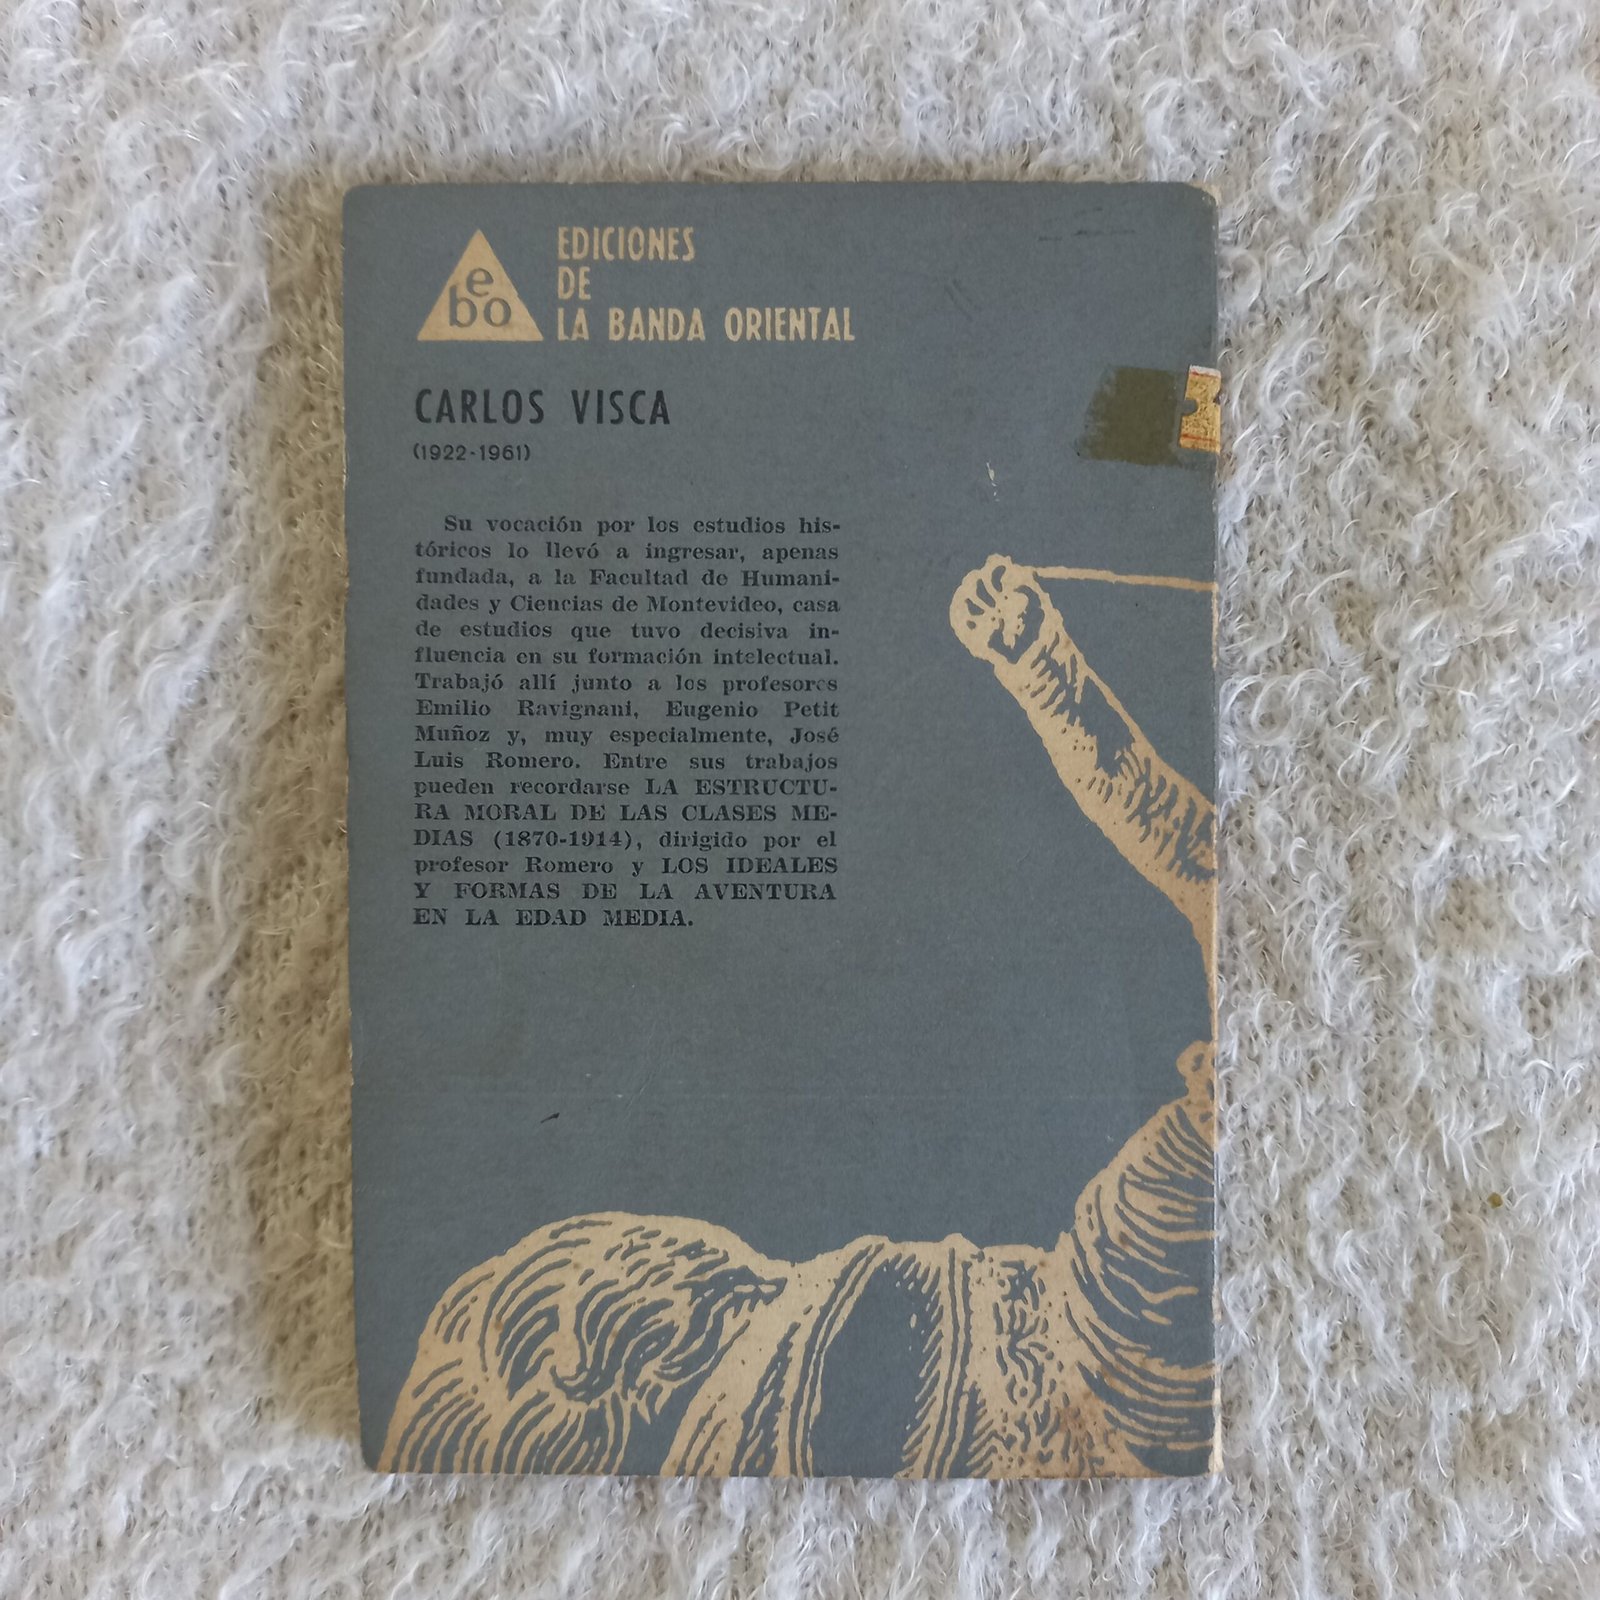 e
bo
EDICIONES
DE
LA BANDA ORIENTAL
CARLOS VISCA
(1922-1961)
Su vocación por los estudios his-
tóricos lo llevó a ingresar, apenas
fundada, a la Facultad de Humani-
dades y Ciencias de Montevideo, casa
de estudios que tuvo decisiva in-
fluencia en su formación intelectual.
Trabajó allí junto a los profesores
Emilio Ravignani, Eugenio Petit
Muñoz y, muy especialmente, José
Luis Romero. Entre sus trabajos
pueden recordarse LA ESTRUCTU-
RA MORAL DE LAS CLASES ME-
DIAS (1870-1914), dirigido por el
profesor Romero y LOS IDEALES
Y FORMAS DE LA AVENTURA
EN LA EDAD MEDIA.